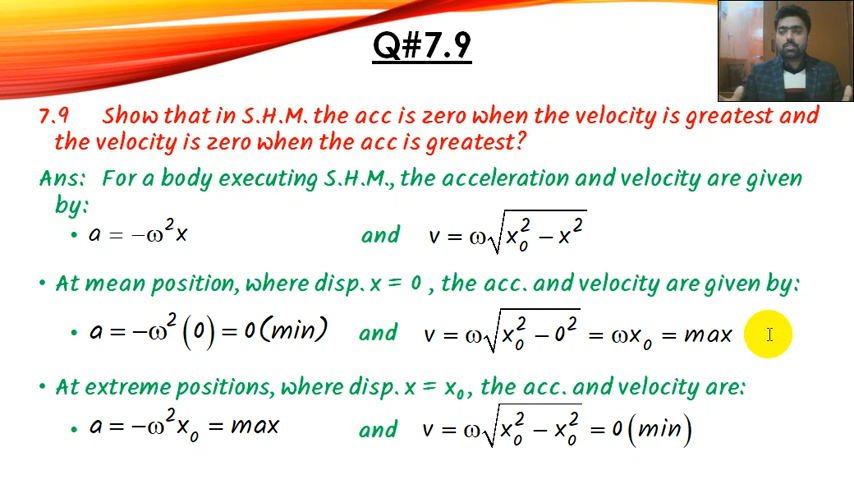 Q#7.9
7.9 Show that in S.H.M. the acc is zero when the velocity is greatest and
the velocity is zero when the acc is greatest?
Ans: For a body executing S.H.M., the acceleration and velocity are given
by:
• a = −ω²x and v = ω√(x₀² − x²)
• At mean position, where disp. x = 0 , the acc. and velocity are given by:
• a = −ω²(0) = 0(min) and v = ω√(x₀² − 0²) = ωx₀ = max
• At extreme positions, where disp. x = x₀, the acc. and velocity are:
• a = −ω²x₀ = max and v = ω√(x₀² − x₀²) = 0(min)